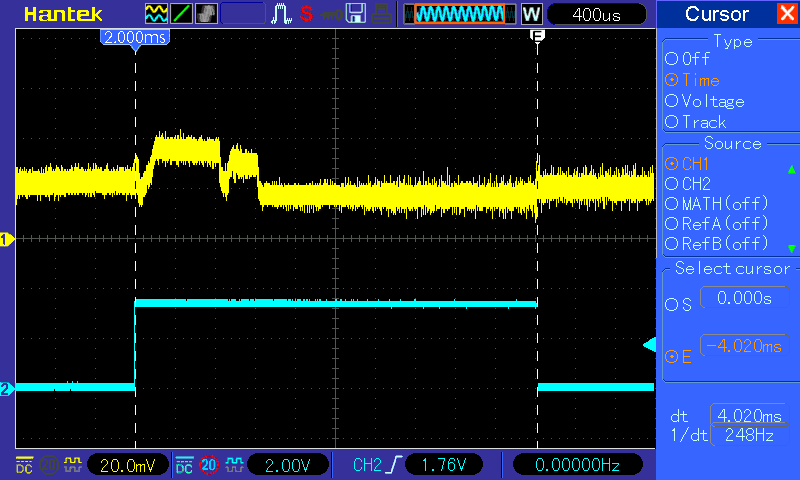 Hantek S W 400us Cursor
2.000ms E
Type
Off
Time
Voltage
Track
Source
CH1
CH2
MATH(off)
RefA(off)
RefB(off)
1
Select cursor
S 0.000s
E -4.020ms
2
dt 4.020ms
1/dt 248Hz
DC 20 20.0mV DC 20 2.00V CH2 1.76V 0.00000Hz